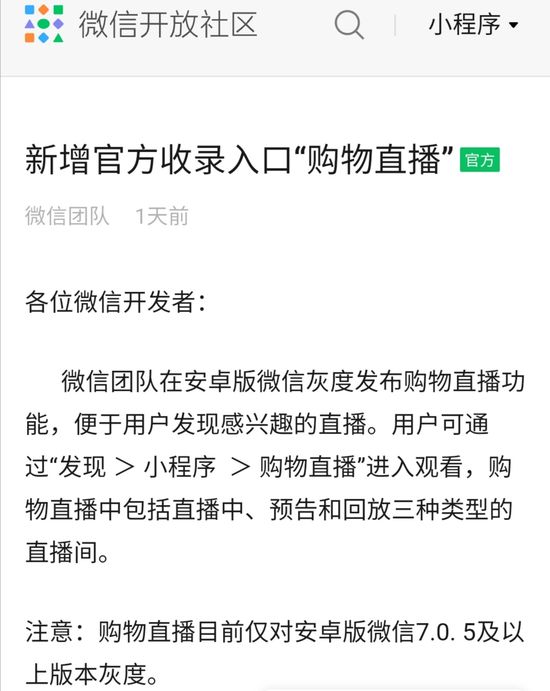 微信开放社区 小程序
新增官方收录入口“购物直播” 官方
微信团队 1天前
各位微信开发者：
微信团队在安卓版微信灰度发布购物直播功
能，便于用户发现感兴趣的直播。用户可通
过“发现 ＞ 小程序 ＞ 购物直播”进入观看，购
物直播中包括直播中、预告和回放三种类型的
直播间。
注意：购物直播目前仅对安卓版微信7.0. 5及以
上版本灰度。